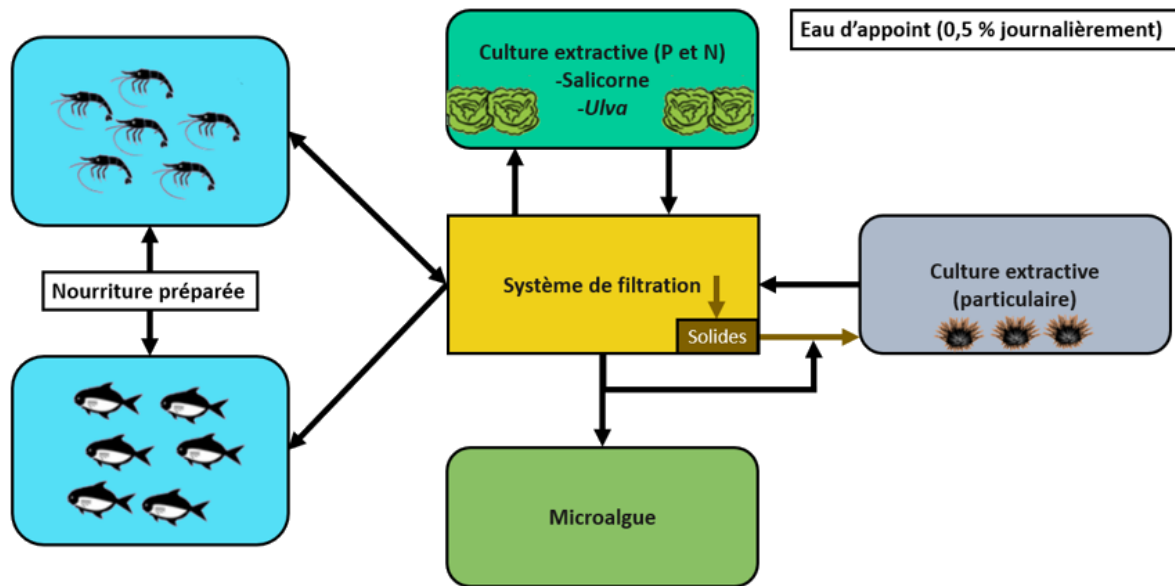 Eau d’appoint (0,5 % journalièrement)
Culture extractive (P et N)
-Salicorne
-Ulva
Nourriture préparée
Système de filtration
Solides
Culture extractive
(particulaire)
Microalgue